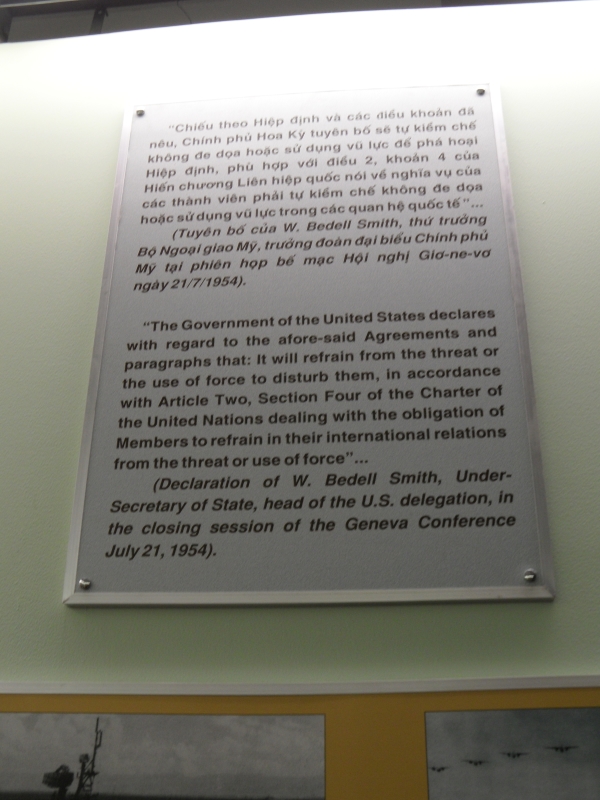 "Chiếu theo Hiệp định và các điều khoản đã
nêu, Chính phủ Hoa Kỳ tuyên bố sẽ tự kiềm chế
không đe dọa hoặc sử dụng vũ lực để phá hoại
Hiệp định, phù hợp với điều 2, khoản 4 của
Hiến chương Liên hiệp quốc nói về nghĩa vụ của
các thành viên phải tự kiềm chế không đe dọa
hoặc sử dụng vũ lực trong các quan hệ quốc tế"...
(Tuyên bố của W. Bedell Smith, thứ trưởng
Bộ Ngoại giao Mỹ, trưởng đoàn đại biểu Chính phủ
Mỹ tại phiên họp bế mạc Hội nghị Giơ-ne-vơ
ngày 21/7/1954).
"The Government of the United States declares
with regard to the afore-said Agreements and
paragraphs that: It will refrain from the threat or
the use of force to disturb them, in accordance
with Article Two, Section Four of the Charter of
the United Nations dealing with the obligation of
Members to refrain in their international relations
from the threat or use of force"...
(Declaration of W. Bedell Smith, Under-
Secretary of State, head of the U.S. delegation, in
the closing session of the Geneva Conference
July 21, 1954).